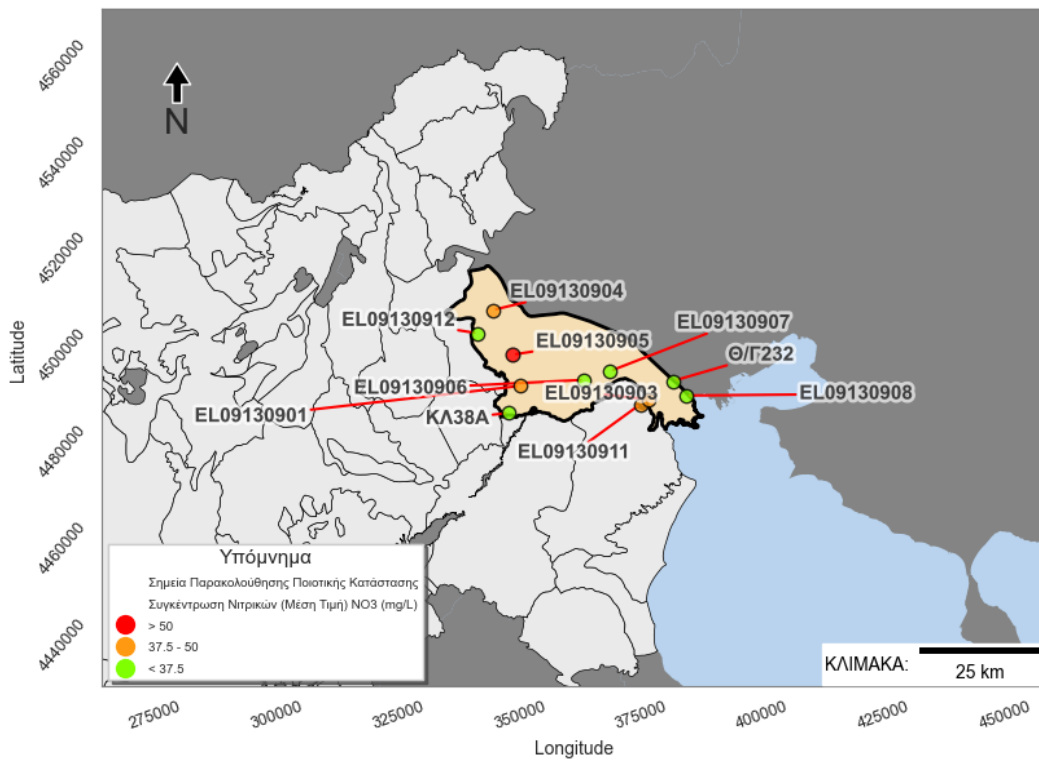 4560000
4540000
4520000
4500000
4480000
4460000
4440000
Latitude
N
EL09130904
EL09130912
EL09130907
EL09130905
Θ/Γ232
EL09130906
EL09130903
EL09130908
EL09130901
ΚΛ38Α
EL09130911
Υπόμνημα
Σημεία Παρακολούθησης Ποιοτικής Κατάστασης
Συγκέντρωση Νιτρικών (Μέση Τιμή) NO3 (mg/L)
> 50
37.5 - 50
< 37.5
ΚΛΙΜΑΚΑ:
25 km
275000
300000
325000
350000
375000
400000
425000
450000
Longitude